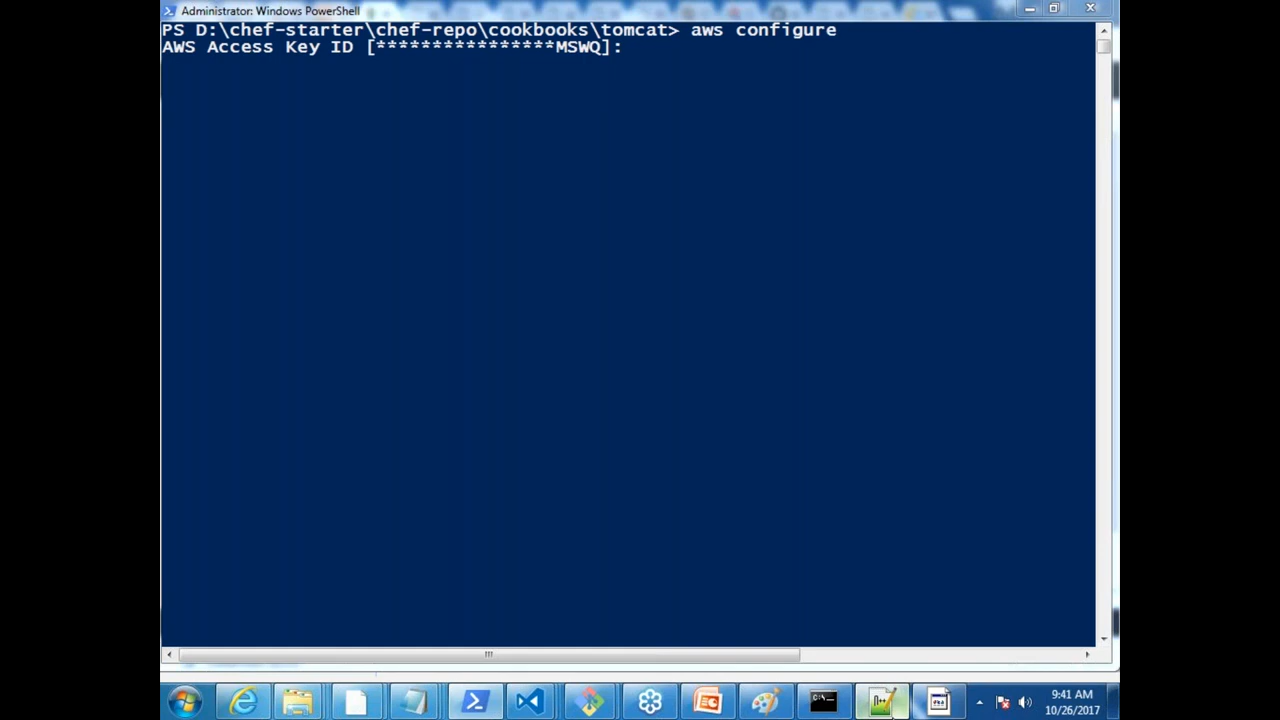 Administrator: Windows PowerShell
PS D:\chef-starter\chef-repo\cookbooks\tomcat> aws configure
AWS Access Key ID [****************MSWQ]:
9:41 AM
10/26/2017